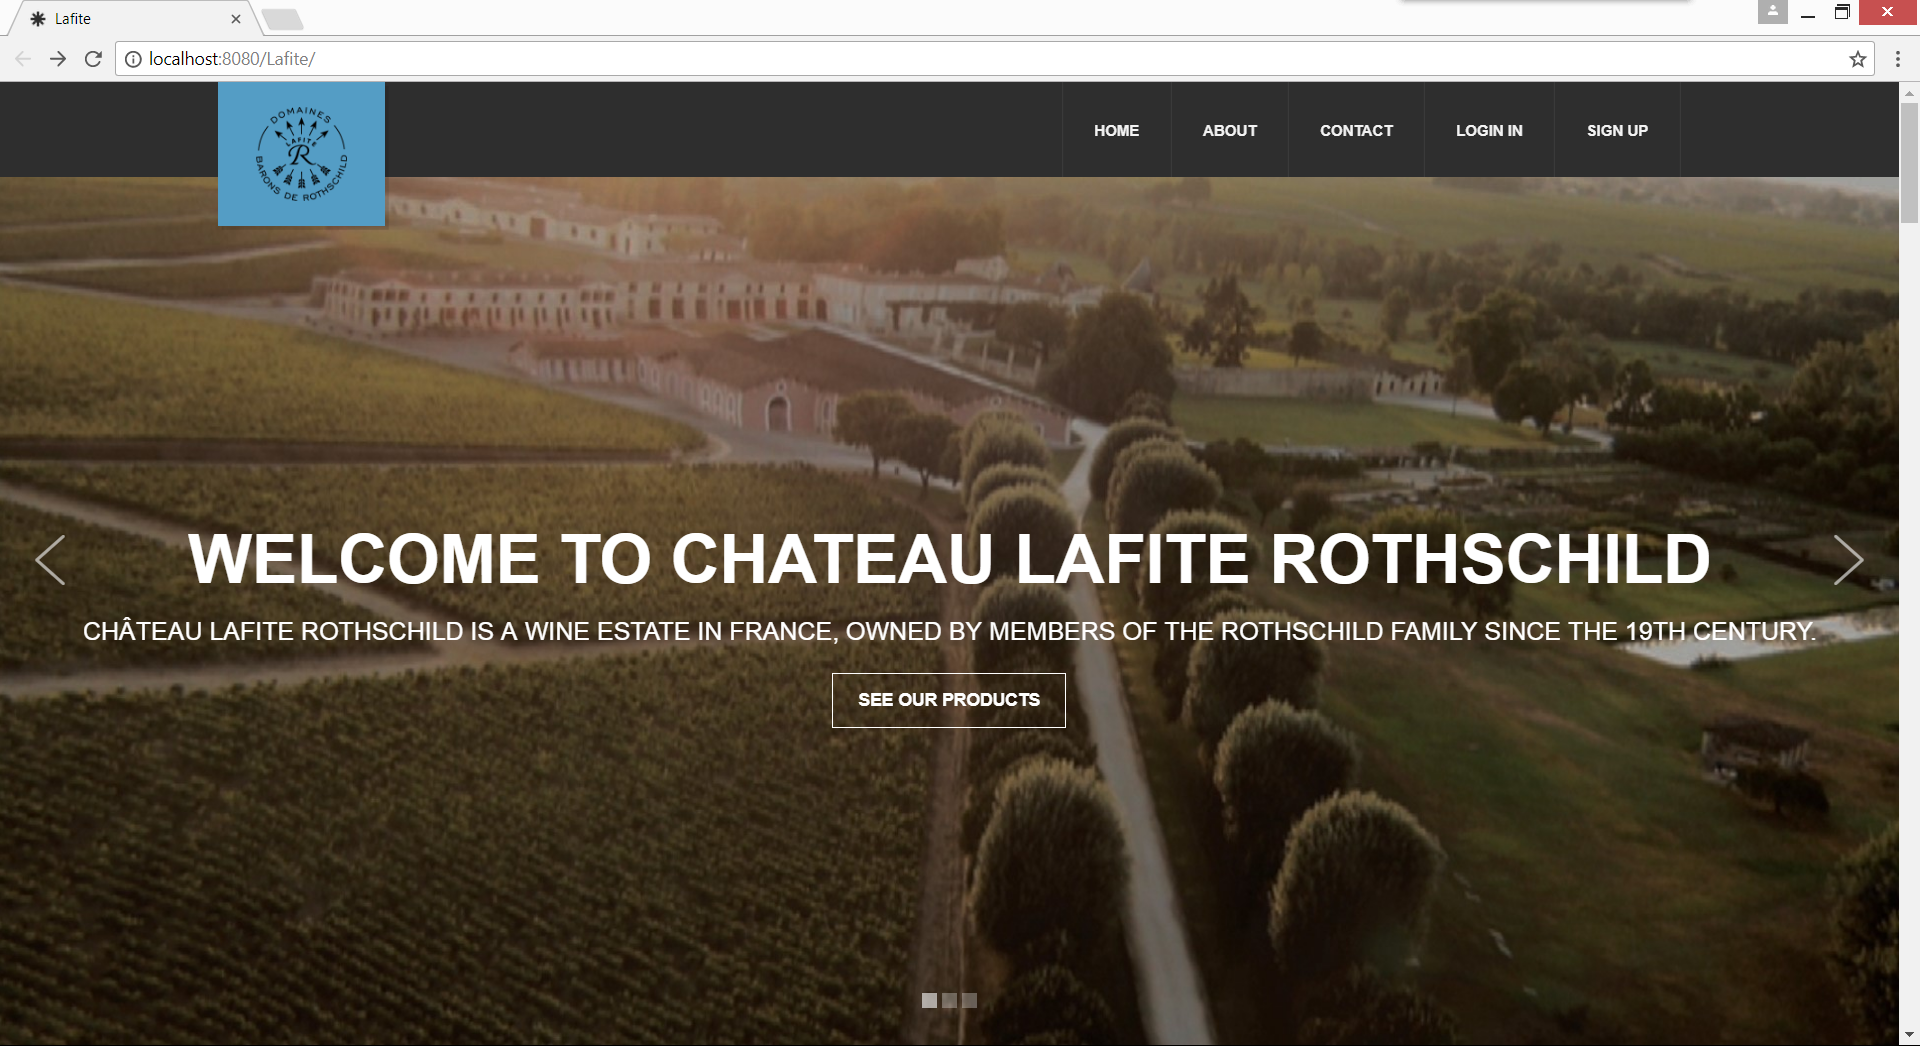 Lafite
localhost:8080/Lafite/
DOMAINES
LAFITE
R
BARONS DE ROTHSCHILD
HOME
ABOUT
CONTACT
LOGIN IN
SIGN UP
WELCOME TO CHATEAU LAFITE ROTHSCHILD
CHÂTEAU LAFITE ROTHSCHILD IS A WINE ESTATE IN FRANCE, OWNED BY MEMBERS OF THE ROTHSCHILD FAMILY SINCE THE 19TH CENTURY.
SEE OUR PRODUCTS